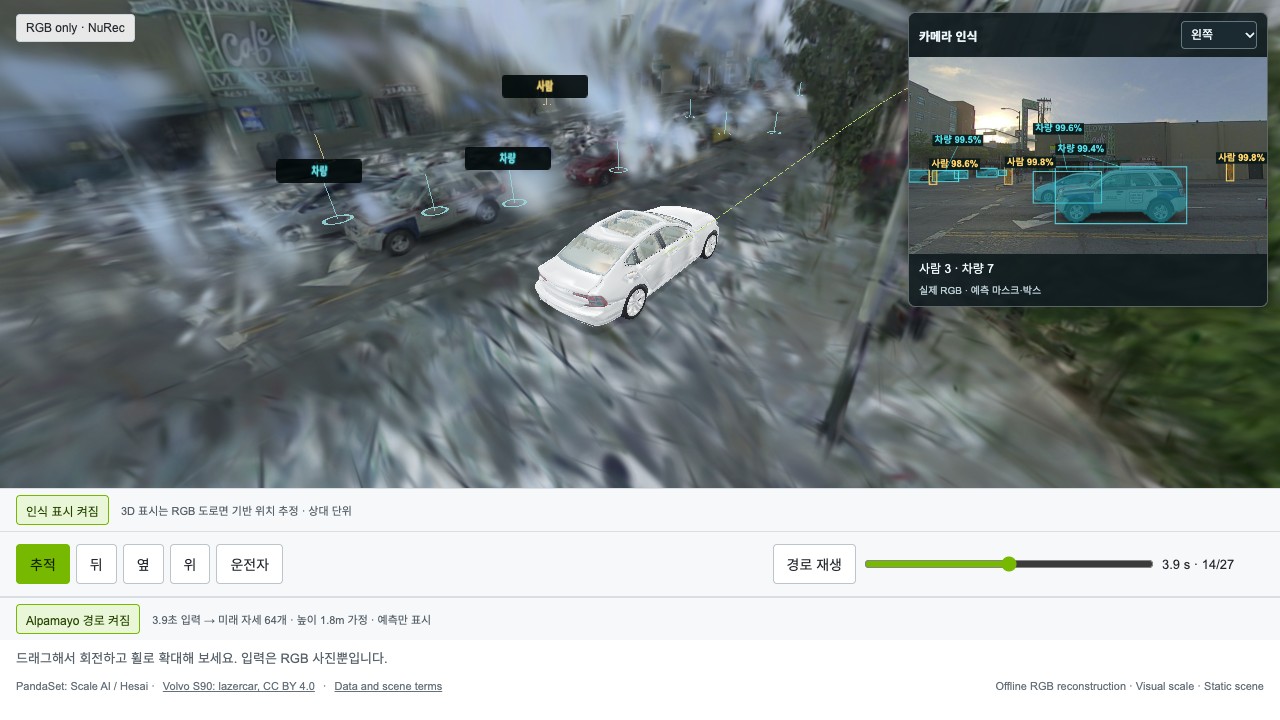 RGB only · NuRec
Cafe
MARKET
BAR
사람
차량
차량
카메라 인식
왼쪽
차량 99.6%
차량 99.5%
차량 99.4%
사람 98.6%
사람 99.8%
사람 99.8%
사람 3 · 차량 7
실제 RGB · 예측 마스크·박스
인식 표시 켜짐
3D 표시는 RGB 도로면 기반 위치 추정 · 상대 단위
추적
뒤
옆
위
운전자
경로 재생
3.9 s · 14/27
Alpamayo 경로 켜짐
3.9초 입력 → 미래 자세 64개 · 높이 1.8m 가정 · 예측만 표시
드래그해서 회전하고 휠로 확대해 보세요. 입력은 RGB 사진뿐입니다.
PandaSet: Scale AI / Hesai · Volvo S90: lazercar, CC BY 4.0 · Data and scene terms
Offline RGB reconstruction · Visual scale · Static scene